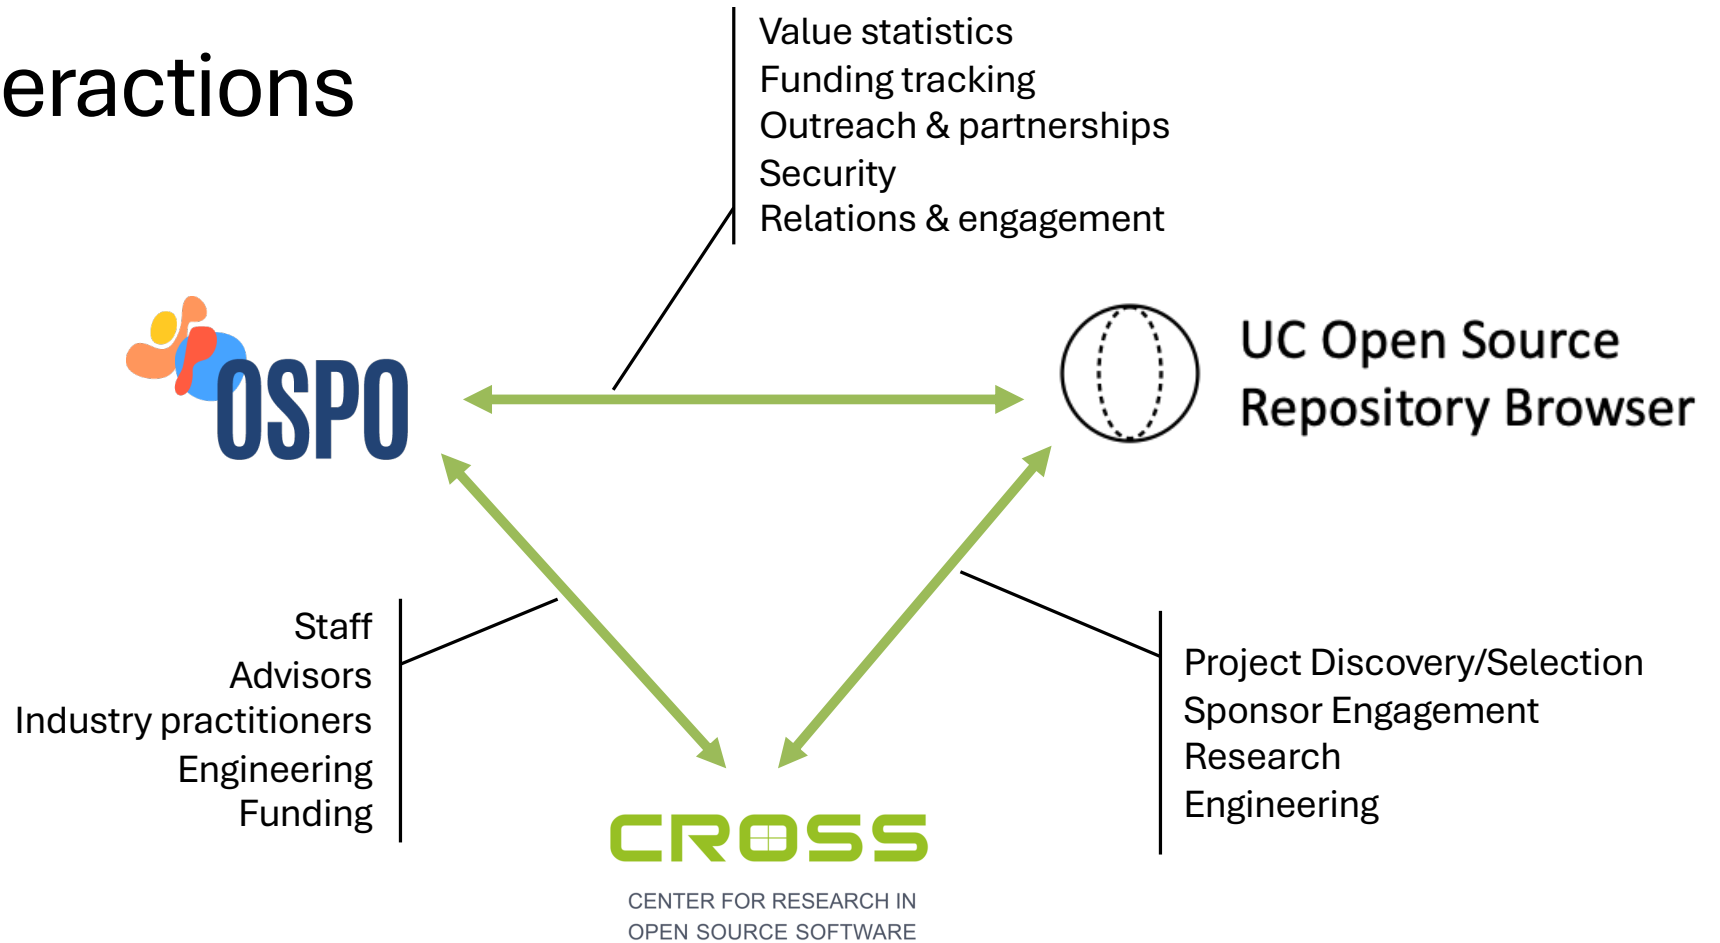 eractions
Value statistics
Funding tracking
Outreach & partnerships
Security
Relations & engagement
OSPO
UC Open Source
Repository Browser
Staff
Advisors
Industry practitioners
Engineering
Funding
Project Discovery/Selection
Sponsor Engagement
Research
Engineering
CROSS
CENTER FOR RESEARCH IN
OPEN SOURCE SOFTWARE